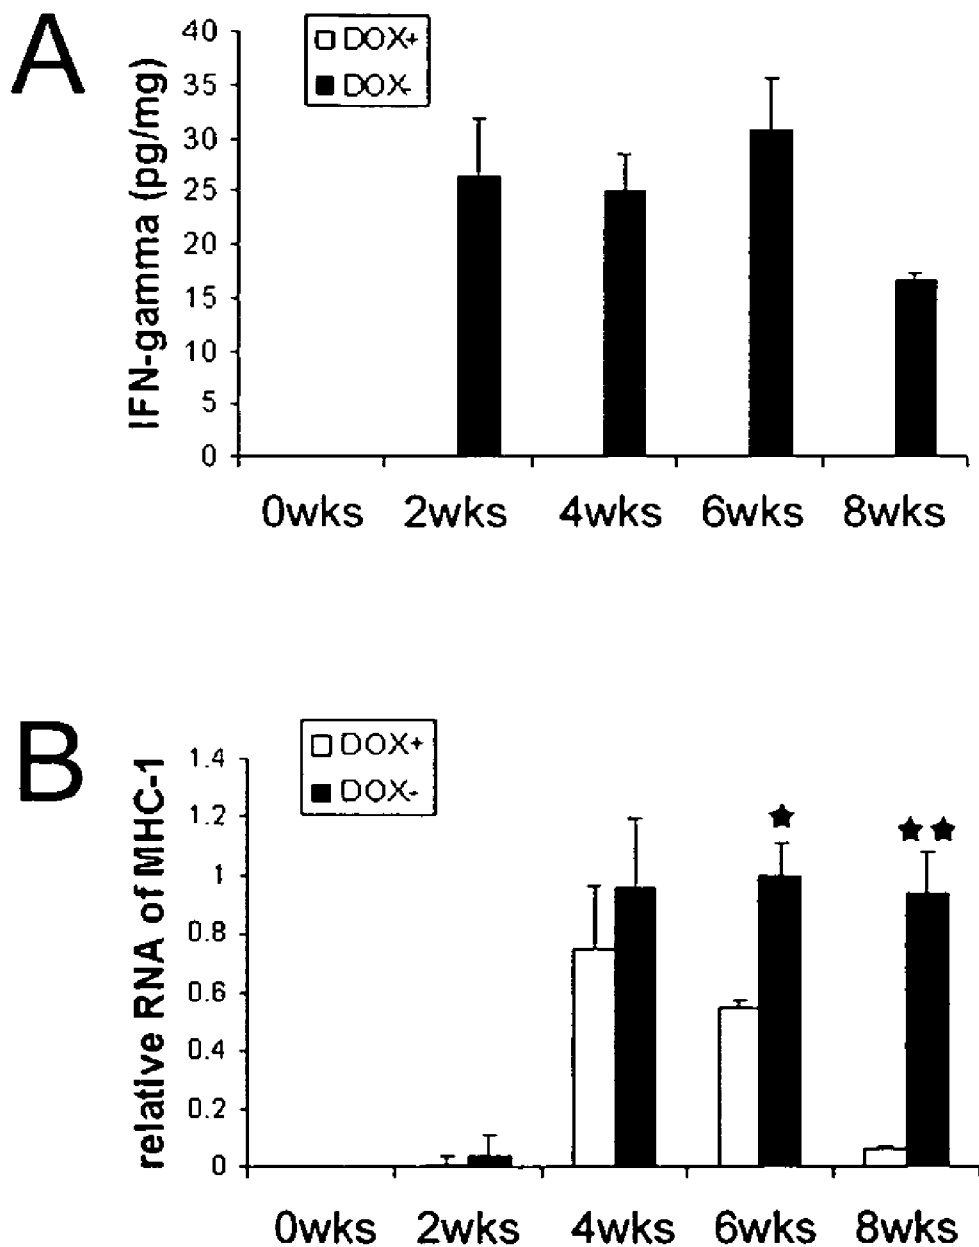 A
IFN-gamma (pg/mg)
40
35
30
25
20
15
10
5
0
DOX+
DOX-
0wks 2wks 4wks 6wks 8wks
B
relative RNA of MHC-1
1.4
1.2
1
0.8
0.6
0.4
0.2
0
DOX+
DOX-
★
★★
0wks 2wks 4wks 6wks 8wks